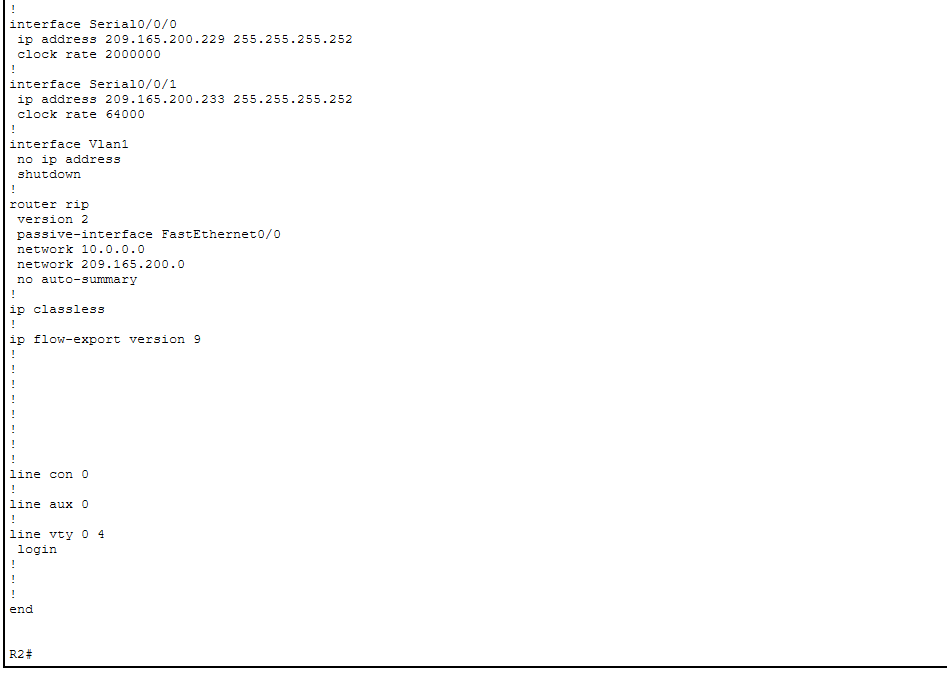 !
interface Serial0/0/0
 ip address 209.165.200.229 255.255.255.252
 clock rate 2000000
!
interface Serial0/0/1
 ip address 209.165.200.233 255.255.255.252
 clock rate 64000
!
interface Vlan1
 no ip address
 shutdown
!
router rip
 version 2
 passive-interface FastEthernet0/0
 network 10.0.0.0
 network 209.165.200.0
 no auto-summary
!
ip classless
!
ip flow-export version 9
!
!
!
!
!
!
!
!
line con 0
!
line aux 0
!
line vty 0 4
 login
!
!
!
end
R2#